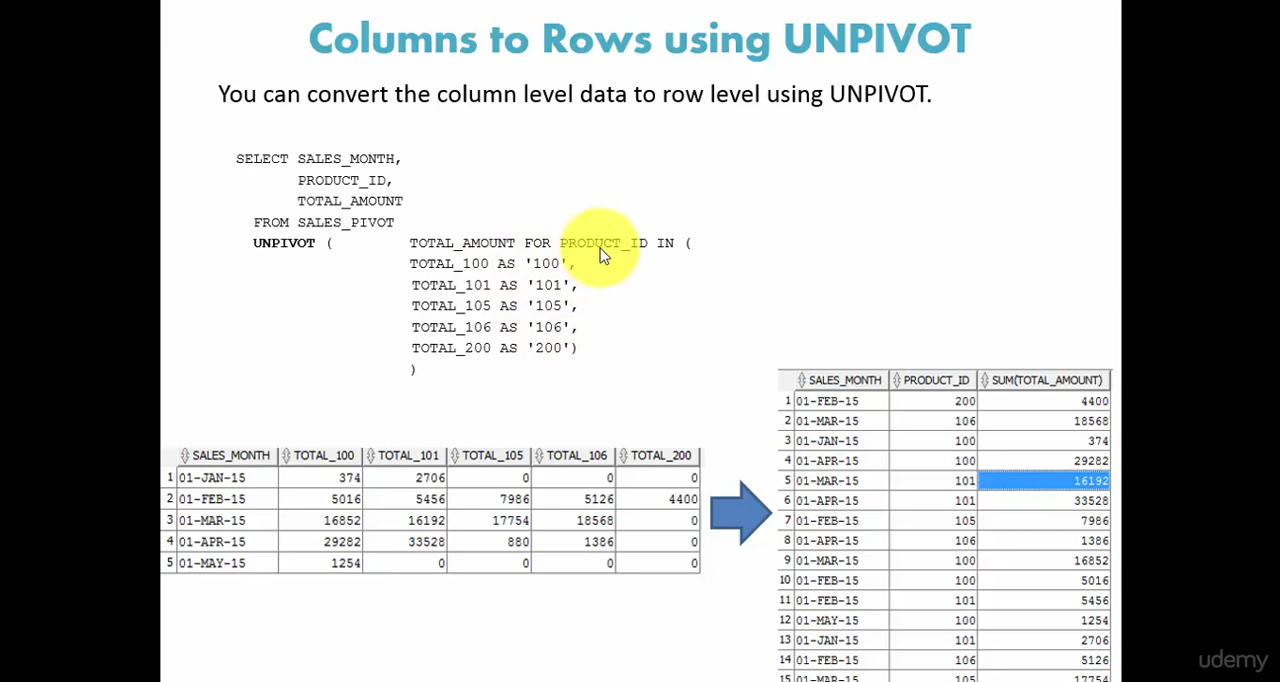 Columns to Rows using UNPIVOT
You can convert the column level data to row level using UNPIVOT.
SELECT SALES_MONTH,
PRODUCT_ID,
TOTAL_AMOUNT
FROM SALES_PIVOT
UNPIVOT ( TOTAL_AMOUNT FOR PRODUCT_ID IN (
TOTAL_100 AS '100',
TOTAL_101 AS '101',
TOTAL_105 AS '105',
TOTAL_106 AS '106',
TOTAL_200 AS '200')
)
SALES_MONTH TOTAL_100 TOTAL_101 TOTAL_105 TOTAL_106 TOTAL_200
1 01-JAN-15 374 2706 0 0 0
2 01-FEB-15 5016 5456 7986 5126 4400
3 01-MAR-15 16852 16192 17754 18568 0
4 01-APR-15 29282 33528 880 1386 0
5 01-MAY-15 1254 0 0 0 0
SALES_MONTH PRODUCT_ID SUM(TOTAL_AMOUNT)
1 01-FEB-15 200 4400
2 01-MAR-15 106 18568
3 01-JAN-15 100 374
4 01-APR-15 100 29282
5 01-MAR-15 101 16192
6 01-APR-15 101 33528
7 01-FEB-15 105 7986
8 01-APR-15 106 1386
9 01-MAR-15 100 16852
10 01-FEB-15 100 5016
11 01-FEB-15 101 5456
12 01-MAY-15 100 1254
13 01-JAN-15 101 2706
14 01-FEB-15 106 5126
15 01-MAR-15 105 17754
udemy